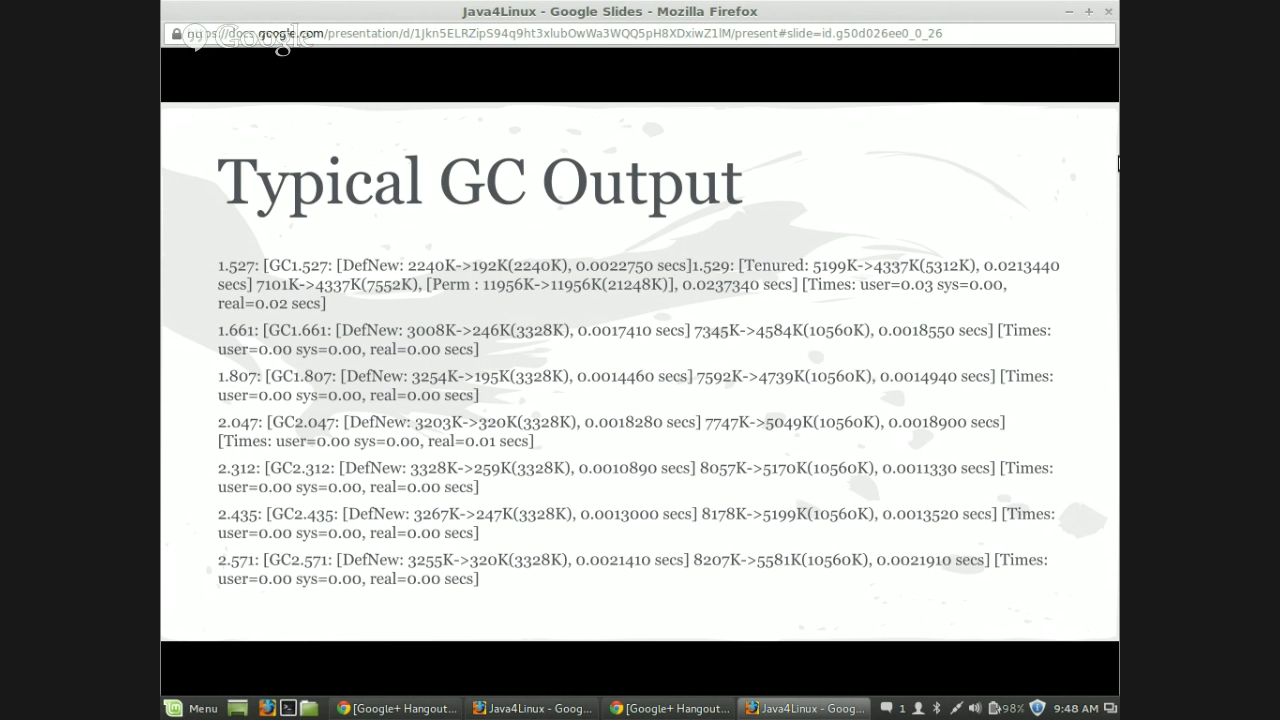 Java4Linux - Google Slides - Mozilla Firefox
Google
docs.google.com/presentation/d/1Jkn5ELRZipS94q9ht3xlubOwWa3WQQ5pH8XDxiwZ1lM/present#slide=id.g50d026ee0_0_26
Typical GC Output
1.527: [GC1.527: [DefNew: 2240K->192K(2240K), 0.0022750 secs]1.529: [Tenured: 5199K->4337K(5312K), 0.0213440
secs] 7101K->4337K(7552K), [Perm : 11956K->11956K(21248K)], 0.0237340 secs] [Times: user=0.03 sys=0.00,
real=0.02 secs]
1.661: [GC1.661: [DefNew: 3008K->246K(3328K), 0.0017410 secs] 7345K->4584K(10560K), 0.0018550 secs] [Times:
user=0.00 sys=0.00, real=0.00 secs]
1.807: [GC1.807: [DefNew: 3254K->195K(3328K), 0.0014460 secs] 7592K->4739K(10560K), 0.0014940 secs] [Times:
user=0.00 sys=0.00, real=0.00 secs]
2.047: [GC2.047: [DefNew: 3203K->320K(3328K), 0.0018280 secs] 7747K->5049K(10560K), 0.0018900 secs]
[Times: user=0.00 sys=0.00, real=0.01 secs]
2.312: [GC2.312: [DefNew: 3328K->259K(3328K), 0.0010890 secs] 8057K->5170K(10560K), 0.0011330 secs] [Times:
user=0.00 sys=0.00, real=0.00 secs]
2.435: [GC2.435: [DefNew: 3267K->247K(3328K), 0.0013000 secs] 8178K->5199K(10560K), 0.0013520 secs] [Times:
user=0.00 sys=0.00, real=0.00 secs]
2.571: [GC2.571: [DefNew: 3255K->320K(3328K), 0.0021410 secs] 8207K->5581K(10560K), 0.0021910 secs] [Times:
user=0.00 sys=0.00, real=0.00 secs]
Menu [Google+ Hangout... Java4Linux - Goog... [Google+ Hangout... Java4Linux - Goog... 1 98% 9:48 AM